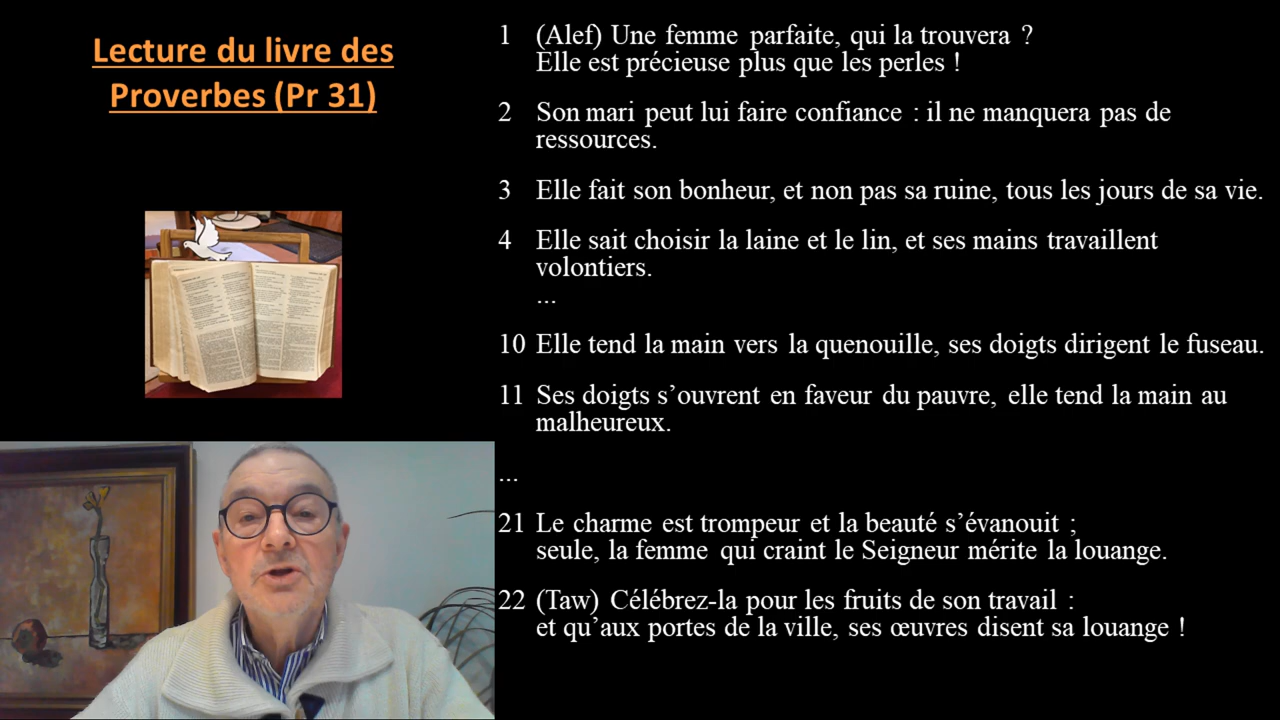 Lecture du livre des
Proverbes (Pr 31)
1 (Alef) Une femme parfaite, qui la trouvera ?
Elle est précieuse plus que les perles !
2 Son mari peut lui faire confiance : il ne manquera pas de
ressources.
3 Elle fait son bonheur, et non pas sa ruine, tous les jours de sa vie.
4 Elle sait choisir la laine et le lin, et ses mains travaillent
volontiers.
...
10 Elle tend la main vers la quenouille, ses doigts dirigent le fuseau.
11 Ses doigts s’ouvrent en faveur du pauvre, elle tend la main au
malheureux.
...
21 Le charme est trompeur et la beauté s’évanouit ;
seule, la femme qui craint le Seigneur mérite la louange.
22 (Taw) Célébrez-la pour les fruits de son travail :
et qu’aux portes de la ville, ses œuvres disent sa louange !